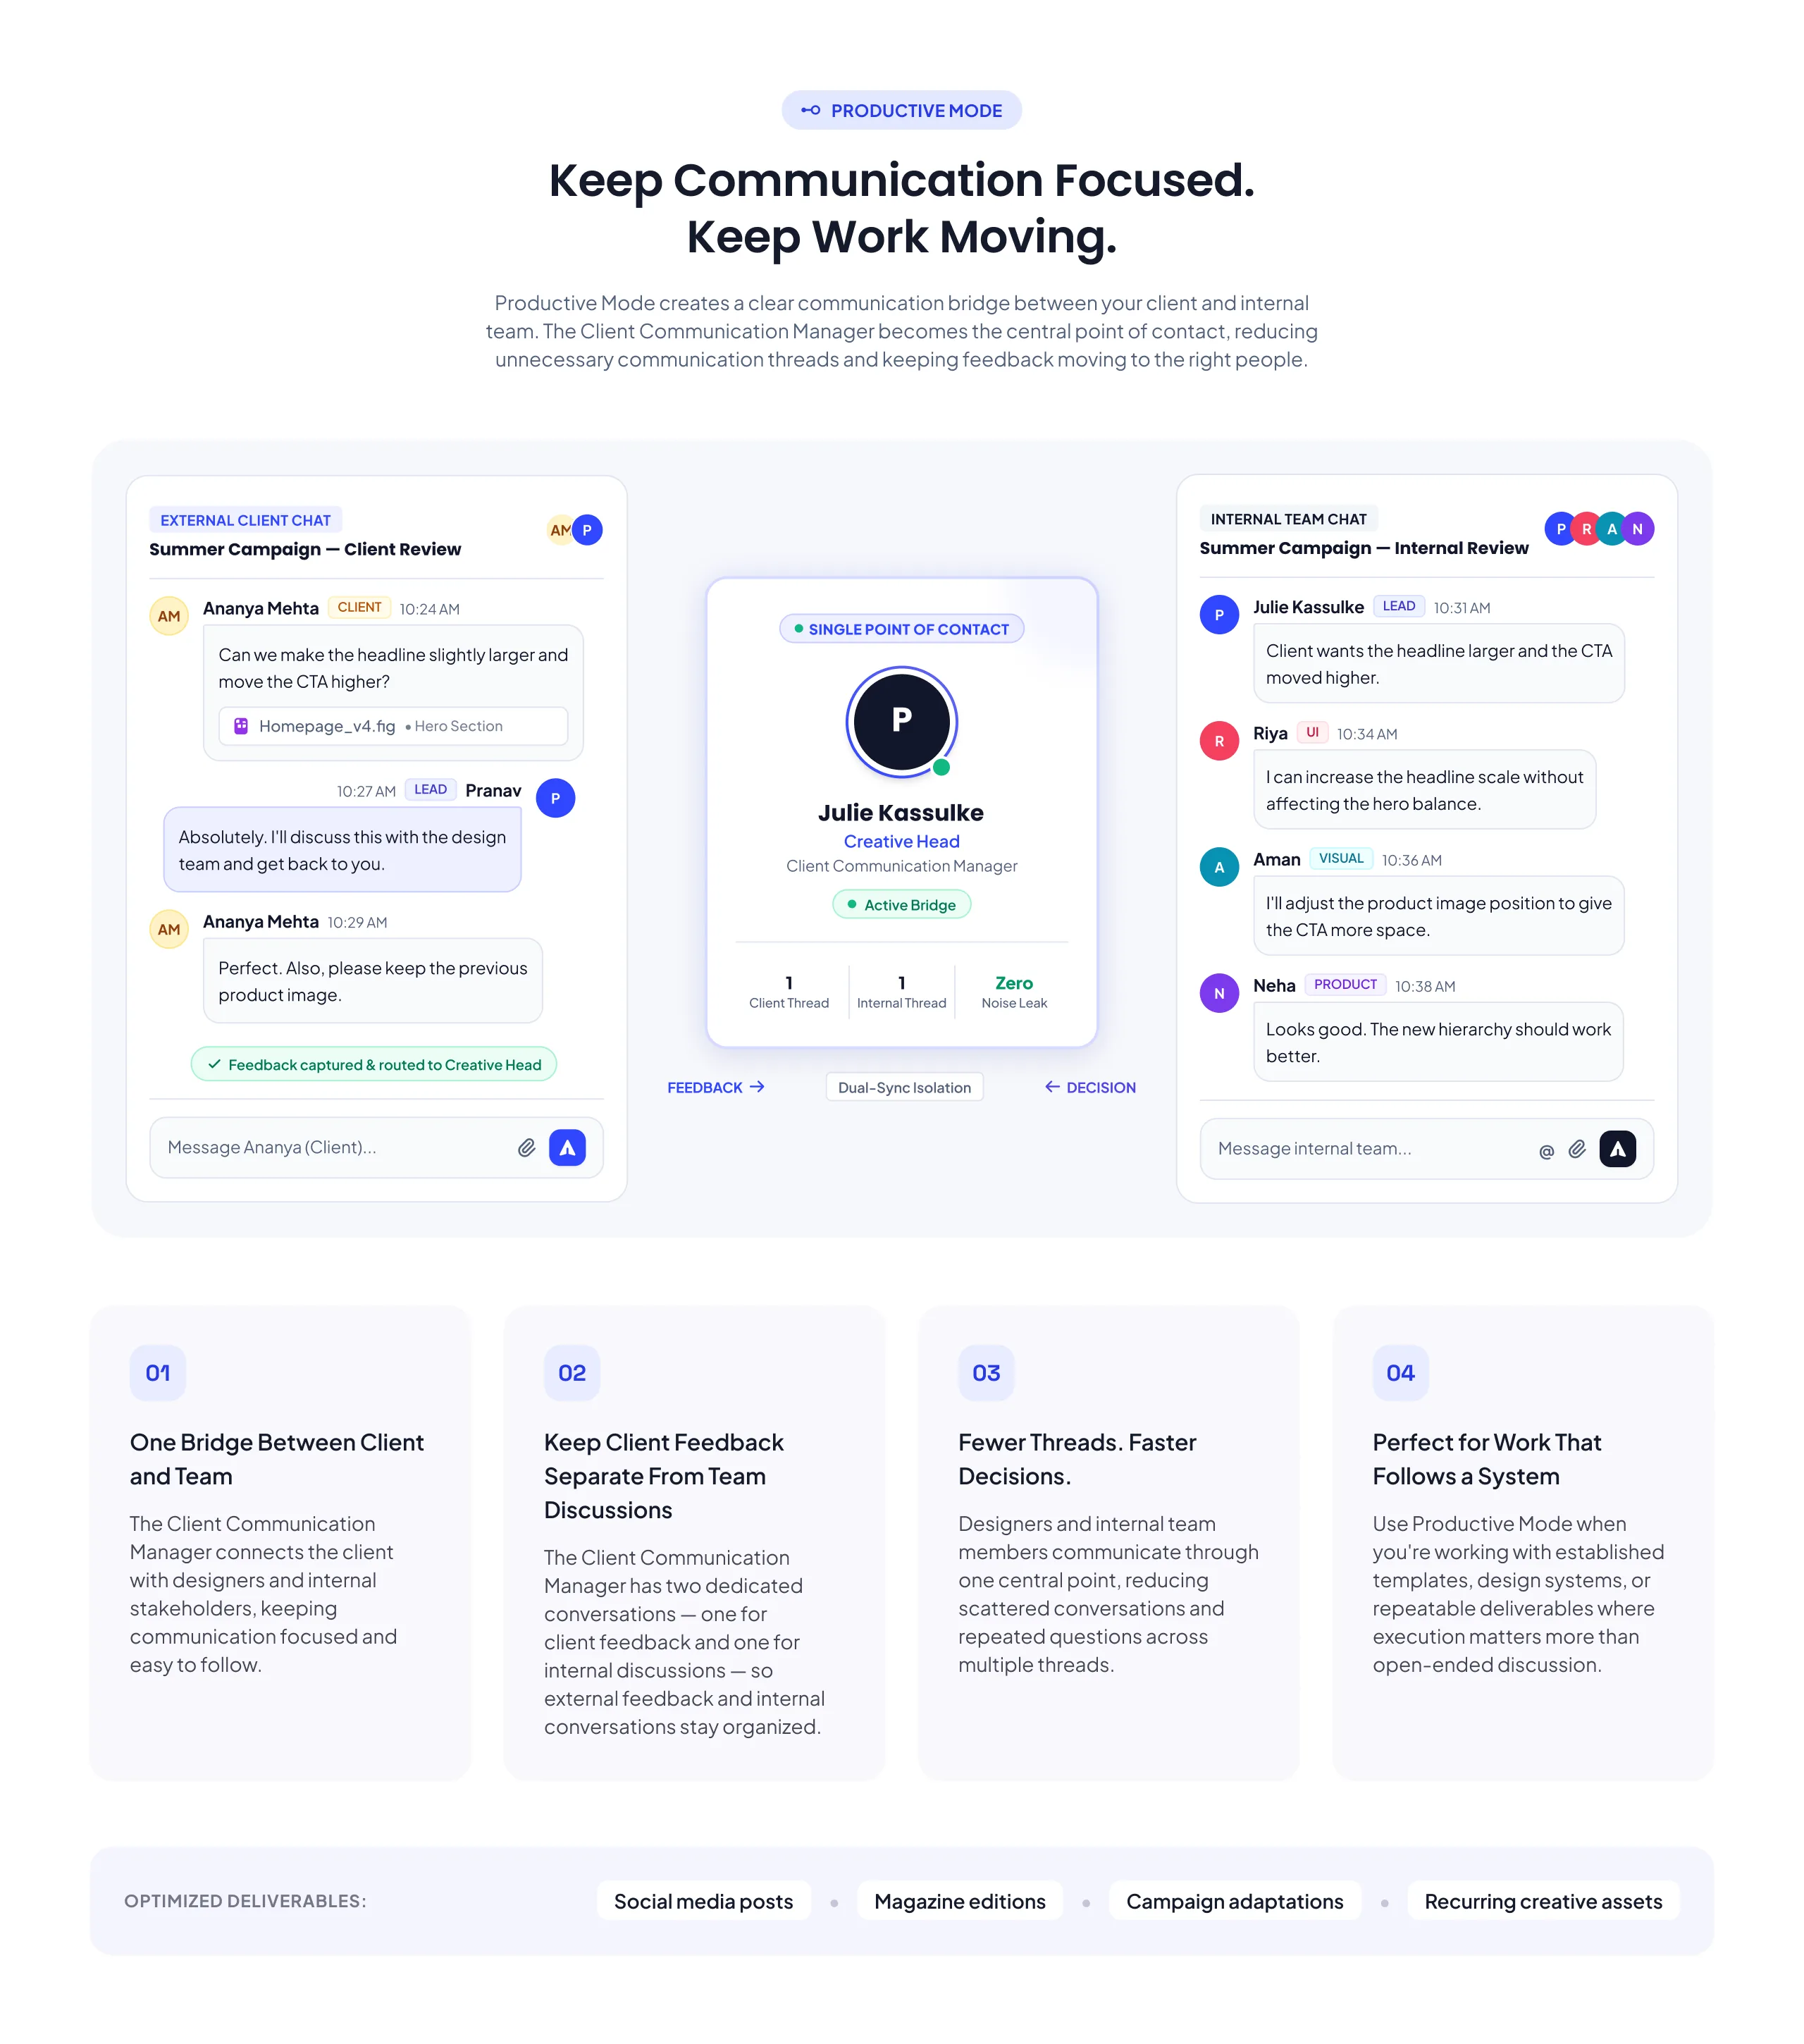 PRODUCTIVE MODE
Keep Communication Focused.
Keep Work Moving.
Productive Mode creates a clear communication bridge between your client and internal
team. The Client Communication Manager becomes the central point of contact, reducing
unnecessary communication threads and keeping feedback moving to the right people.
EXTERNAL CLIENT CHAT
Summer Campaign — Client Review
AM P
AM Ananya Mehta CLIENT 10:24 AM
Can we make the headline slightly larger and
move the CTA higher?
Homepage_v4.fig • Hero Section
10:27 AM LEAD Pranav P
Absolutely. I'll discuss this with the design
team and get back to you.
AM Ananya Mehta 10:29 AM
Perfect. Also, please keep the previous
product image.
Feedback captured & routed to Creative Head
Message Ananya (Client)...
SINGLE POINT OF CONTACT
P
Julie Kassulke
Creative Head
Client Communication Manager
Active Bridge
1 1 Zero
Client Thread Internal Thread Noise Leak
FEEDBACK → Dual-Sync Isolation ← DECISION
INTERNAL TEAM CHAT
Summer Campaign — Internal Review
P R A N
P Julie Kassulke LEAD 10:31 AM
Client wants the headline larger and the CTA
moved higher.
R Riya UI 10:34 AM
I can increase the headline scale without
affecting the hero balance.
A Aman VISUAL 10:36 AM
I'll adjust the product image position to give
the CTA more space.
N Neha PRODUCT 10:38 AM
Looks good. The new hierarchy should work
better.
Message internal team... @
01
One Bridge Between Client
and Team
The Client Communication
Manager connects the client
with designers and internal
stakeholders, keeping
communication focused and
easy to follow.
02
Keep Client Feedback
Separate From Team
Discussions
The Client Communication
Manager has two dedicated
conversations — one for
client feedback and one for
internal discussions — so
external feedback and internal
conversations stay organized.
03
Fewer Threads. Faster
Decisions.
Designers and internal team
members communicate through
one central point, reducing
scattered conversations and
repeated questions across
multiple threads.
04
Perfect for Work That
Follows a System
Use Productive Mode when
you're working with established
templates, design systems, or
repeatable deliverables where
execution matters more than
open-ended discussion.
OPTIMIZED DELIVERABLES: Social media posts • Magazine editions • Campaign adaptations • Recurring creative assets